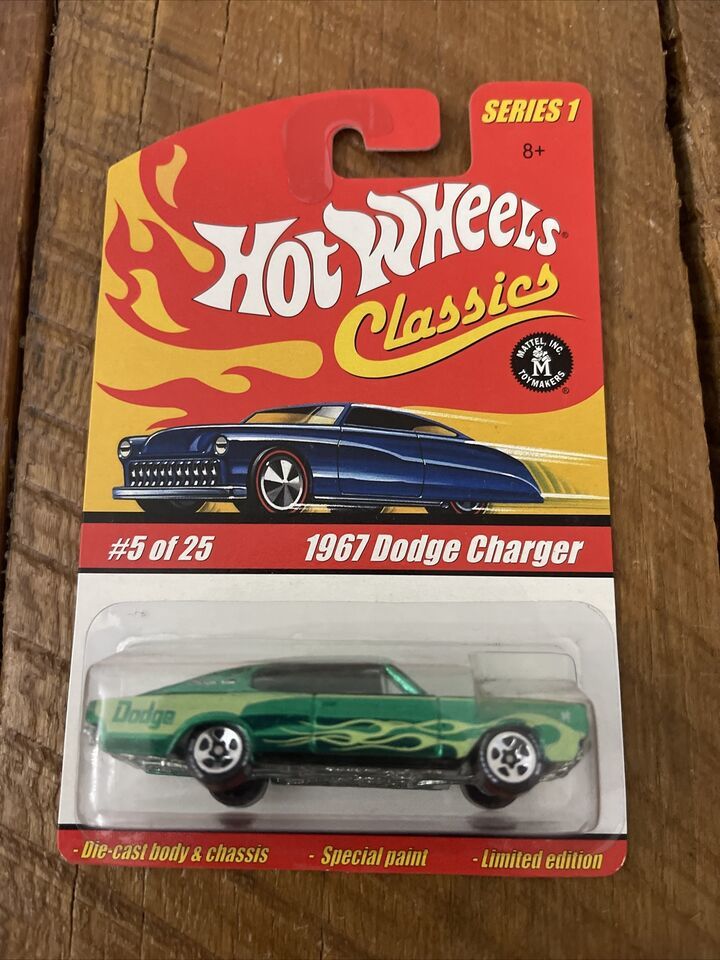 SERIES 1
8+
Hot Wheels®
Classics
MATTEL, INC.
M
TOYMAKERS
®
#5 of 25 1967 Dodge Charger
Dodge
- Die-cast body & chassis - Special paint - Limited edition